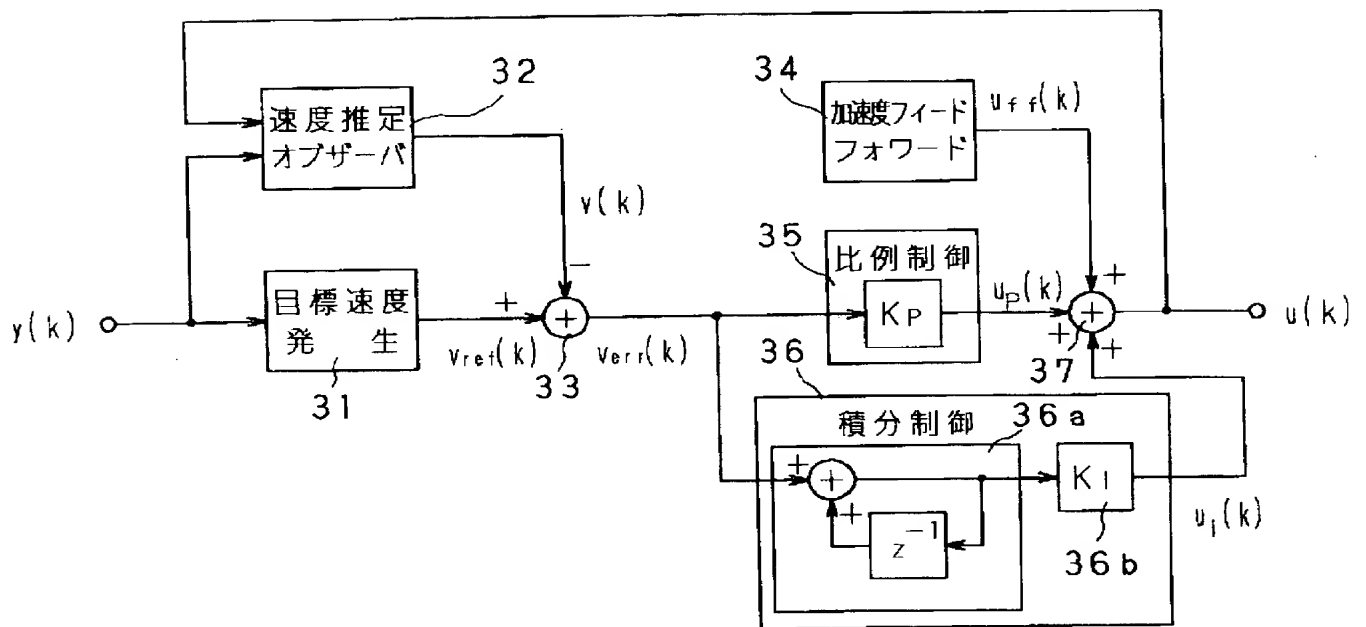 32
速度推定
オブザーバ
34
加速度フィード
フォワード
uff(k)
v(k)
35
比例制御
KP
uP(k)
+
+
+
37
u(k)
y(k)
目標速度
発生
31
+
−
+
33
vref(k)
verr(k)
36
積分制御
36a
+
+
+
z-1
KI
36b
ui(k)